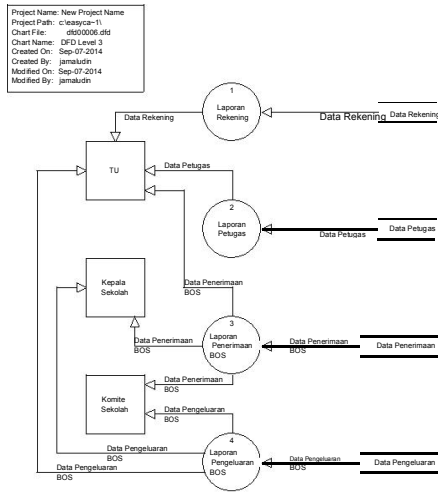 Project Name: New Project Name
Project Path: c:\easyca~1\
Chart File: dfd00006.dfd
Chart Name: DFD Level 3
Created On: Sep-07-2014
Created By: jamaludin
Modified On: Sep-07-2014
Modified By: jamaludin
1
Laporan
Rekening
Data Rekening
Data Rekening
Data Rekening
TU
Data Petugas
2
Laporan
Petugas
Data Petugas
Data Petugas
Kepala
Sekolah
Data Penerimaan
BOS
3
Laporan
Penerimaan
BOS
Data Penerimaan
BOS
Data Penerimaan
BOS
Data Penerimaan
Komite
Sekolah
Data Penerimaan
BOS
Data Pengeluaran
BOS
4
Laporan
Pengeluaran
BOS
Data Pengeluaran
BOS
Data Pengeluaran
BOS
Data Pengeluaran
BOS
Data Pengeluaran